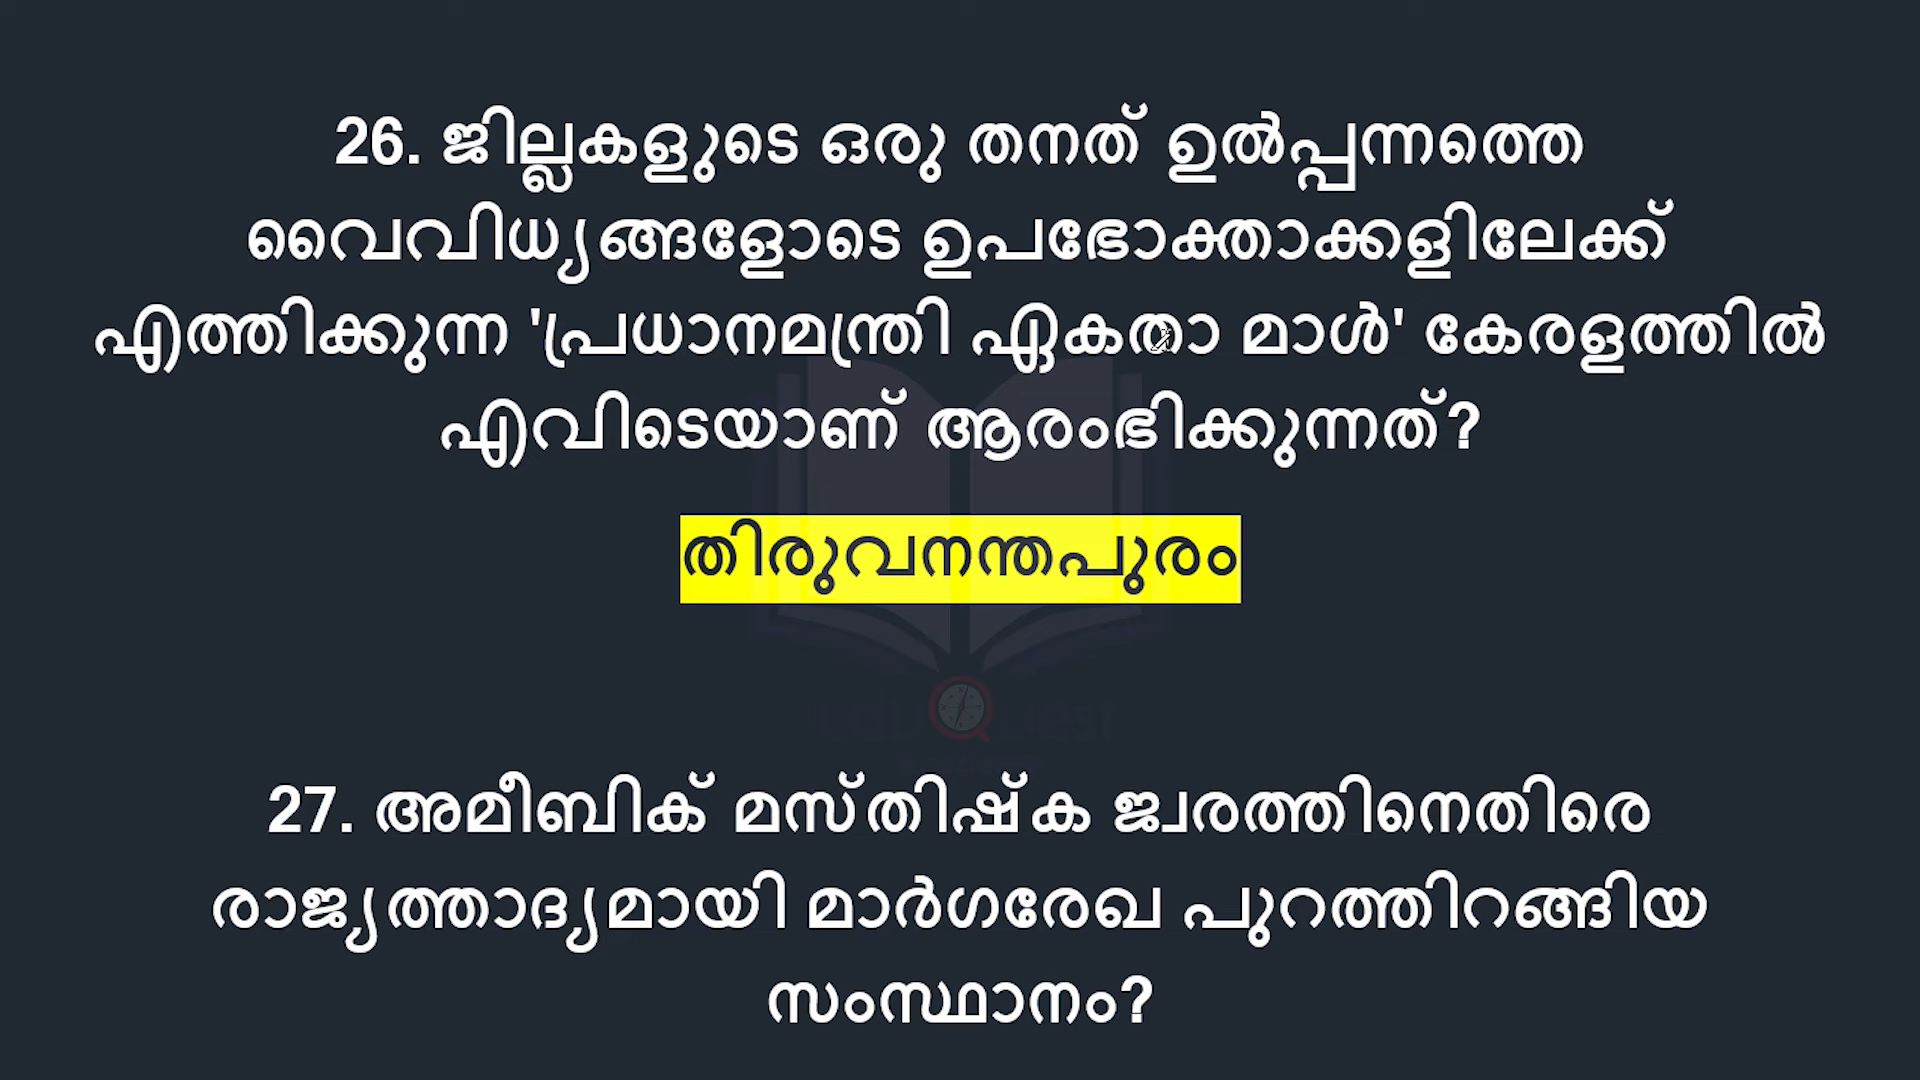 26. ജില്ലകളുടെ ഒരു തനത് ഉൽപ്പന്നത്തെ
വൈവിധ്യങ്ങളോടെ ഉപഭോക്താക്കളിലേക്ക്
എത്തിക്കുന്ന 'പ്രധാനമന്ത്രി ഏകതാ മാൾ' കേരളത്തിൽ
എവിടെയാണ് ആരംഭിക്കുന്നത്?
തിരുവനന്തപുരം
27. അമീബിക് മസ്തിഷ്ക ജ്വരത്തിനെതിരെ
രാജ്യത്താദ്യമായി മാർഗരേഖ പുറത്തിറങ്ങിയ
സംസ്ഥാനം?